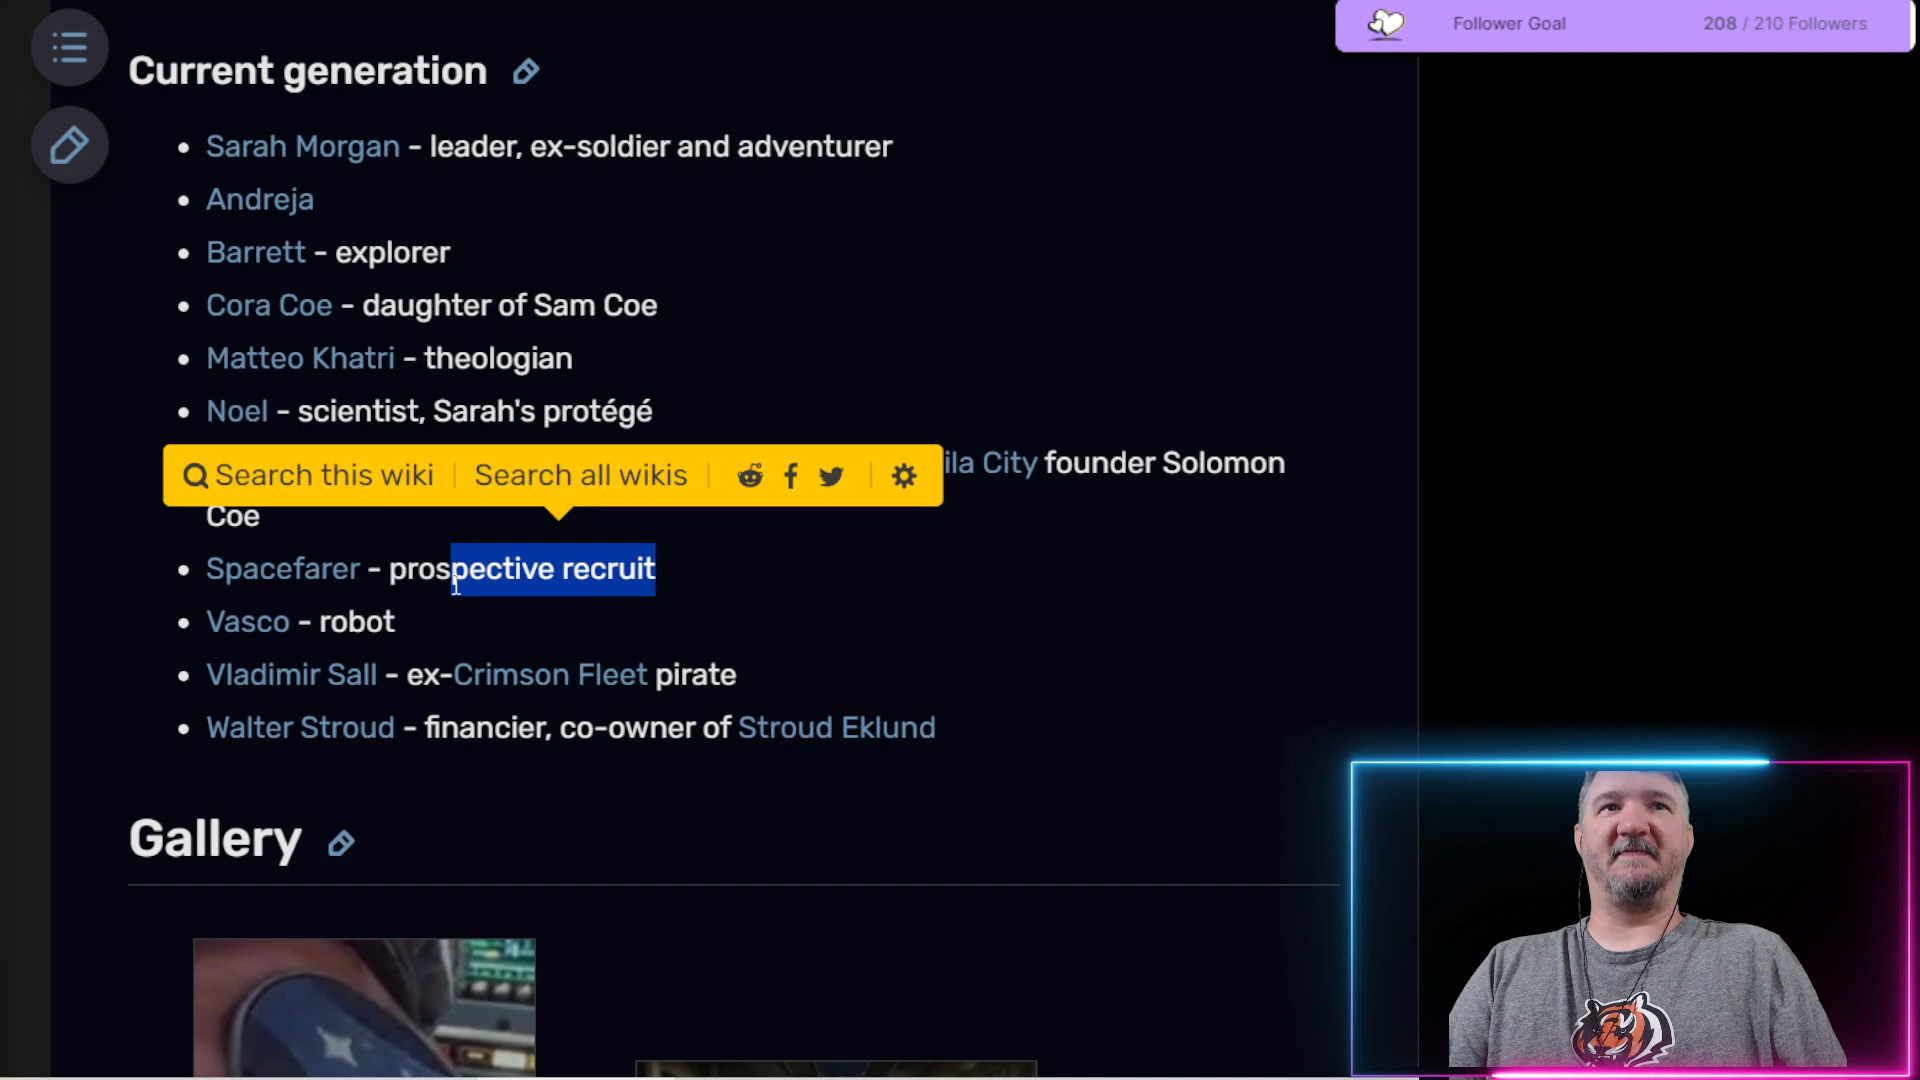 Follower Goal 208 / 210 Followers
Current generation
Sarah Morgan - leader, ex-soldier and adventurer
Andreja
Barrett - explorer
Cora Coe - daughter of Sam Coe
Matteo Khatri - theologian
Noel - scientist, Sarah's protégé
ila City founder Solomon
Search this wiki Search all wikis
Coe
Spacefarer - prospective recruit
Vasco - robot
Vladimir Sall - ex-Crimson Fleet pirate
Walter Stroud - financier, co-owner of Stroud Eklund
Gallery